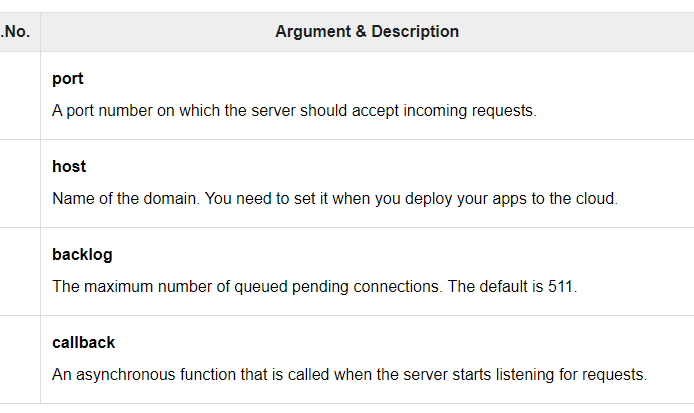 .No. Argument & Description
port
A port number on which the server should accept incoming requests.
host
Name of the domain. You need to set it when you deploy your apps to the cloud.
backlog
The maximum number of queued pending connections. The default is 511.
callback
An asynchronous function that is called when the server starts listening for requests.